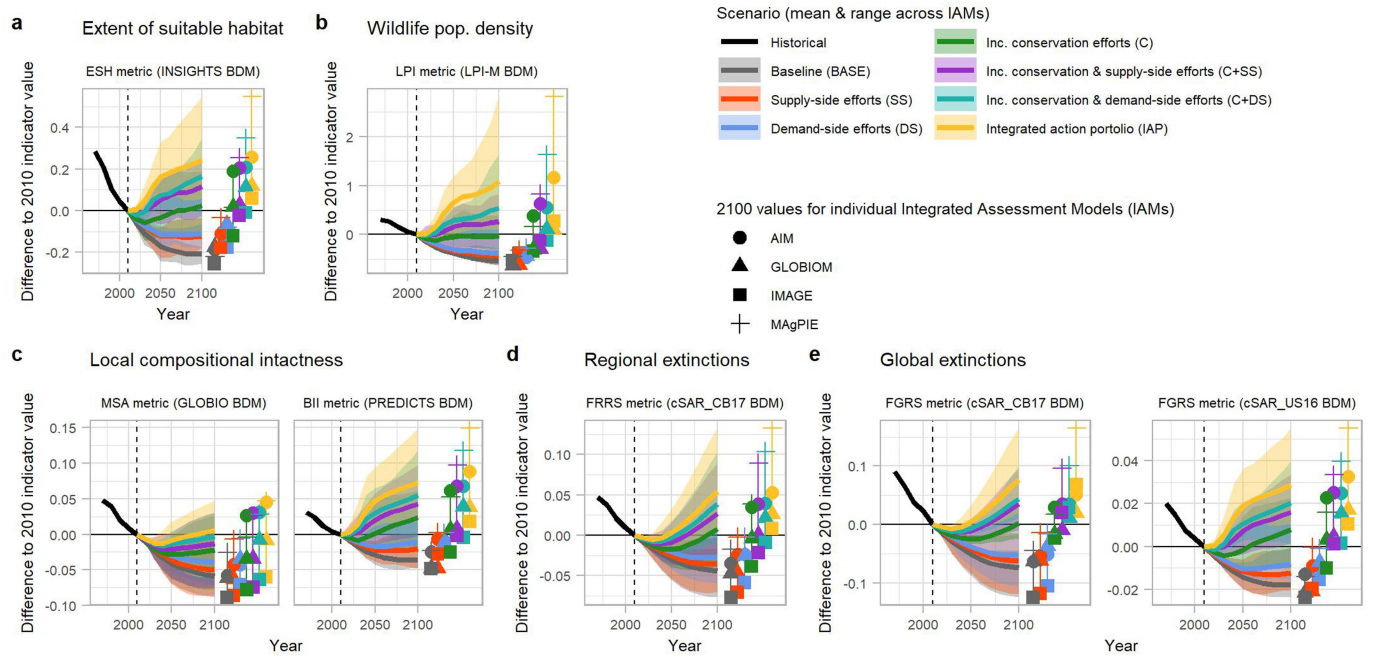 a
Extent of suitable habitat
ESH metric (INSIGHTS BDM)
Difference to 2010 indicator value
0.4
0.2
0.0
-0.2
2000
2050
2100
Year
b
Wildlife pop. density
LPI metric (LPI-M BDM)
Difference to 2010 indicator value
2
1
0
2000
2050
2100
Year
Scenario (mean & range across IAMs)
Historical
Baseline (BASE)
Supply-side efforts (SS)
Demand-side efforts (DS)
Inc. conservation efforts (C)
Inc. conservation & supply-side efforts (C+SS)
Inc. conservation & demand-side efforts (C+DS)
Integrated action portolio (IAP)
2100 values for individual Integrated Assessment Models (IAMs)
AIM
GLOBIOM
IMAGE
MAgPIE
c
Local compositional intactness
MSA metric (GLOBIO BDM)
BII metric (PREDICTS BDM)
Difference to 2010 indicator value
0.15
0.10
0.05
0.00
-0.05
-0.10
2000
2050
2100
2000
2050
2100
Year
d
Regional extinctions
FRRS metric (cSAR_CB17 BDM)
Difference to 2010 indicator value
0.10
0.05
0.00
-0.05
2000
2050
2100
Year
e
Global extinctions
FGRS metric (cSAR_CB17 BDM)
Difference to 2010 indicator value
0.1
0.0
-0.1
2000
2050
2100
FGRS metric (cSAR_US16 BDM)
0.04
0.02
0.00
-0.02
2000
2050
2100
Year